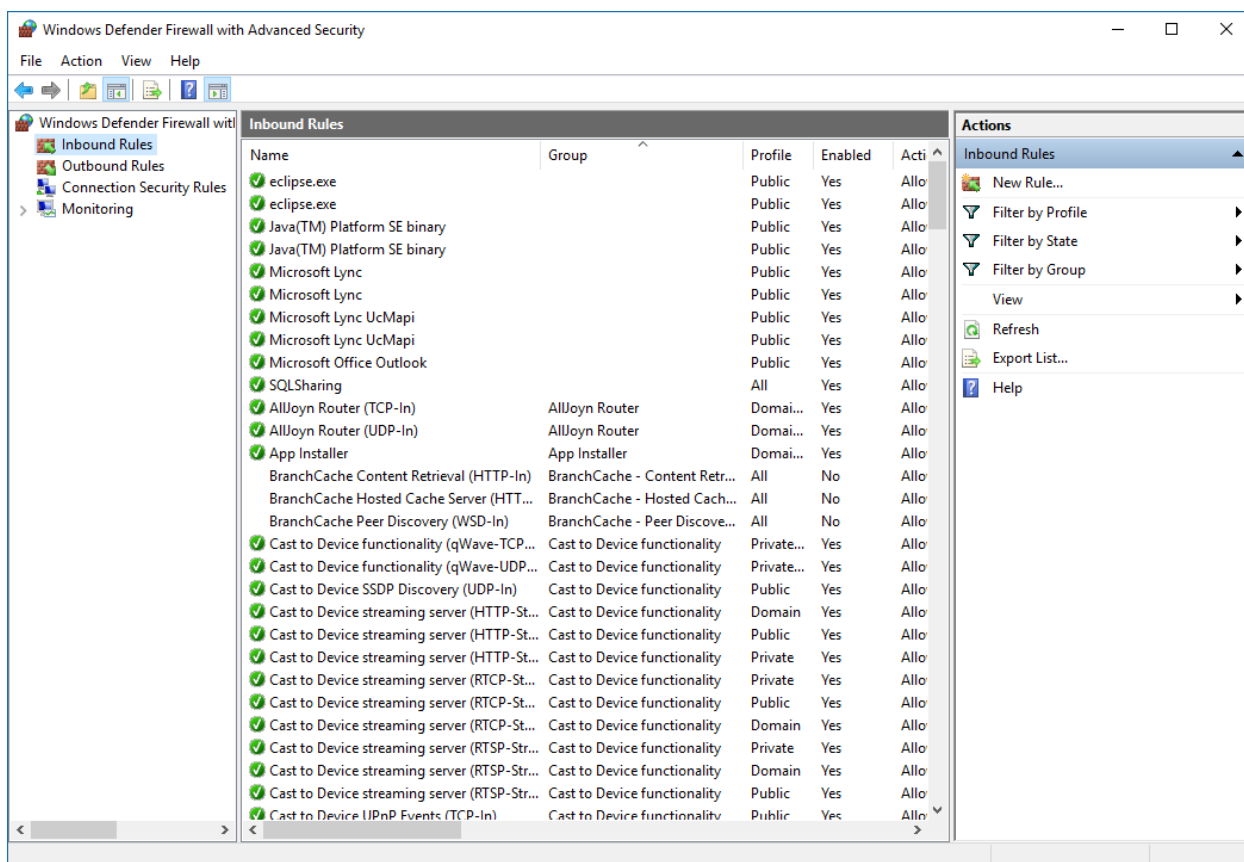 Windows Defender Firewall with Advanced Security
File Action View Help
Windows Defender Firewall witl
Inbound Rules
Outbound Rules
Connection Security Rules
Monitoring
Inbound Rules
Name Group Profile Enabled Acti
eclipse.exe Public Yes Allo
eclipse.exe Public Yes Allo
Java(TM) Platform SE binary Public Yes Allo
Java(TM) Platform SE binary Public Yes Allo
Microsoft Lync Public Yes Allo
Microsoft Lync Public Yes Allo
Microsoft Lync UcMapi Public Yes Allo
Microsoft Lync UcMapi Public Yes Allo
Microsoft Office Outlook Public Yes Allo
SQLSharing All Yes Allo
AllJoyn Router (TCP-In) AllJoyn Router Domai... Yes Allo
AllJoyn Router (UDP-In) AllJoyn Router Domai... Yes Allo
App Installer App Installer Domai... Yes Allo
BranchCache Content Retrieval (HTTP-In) BranchCache - Content Retr... All No Allo
BranchCache Hosted Cache Server (HTT... BranchCache - Hosted Cach... All No Allo
BranchCache Peer Discovery (WSD-In) BranchCache - Peer Discove... All No Allo
Cast to Device functionality (qWave-TCP... Cast to Device functionality Private... Yes Allo
Cast to Device functionality (qWave-UDP... Cast to Device functionality Private... Yes Allo
Cast to Device SSDP Discovery (UDP-In) Cast to Device functionality Public Yes Allo
Cast to Device streaming server (HTTP-St... Cast to Device functionality Domain Yes Allo
Cast to Device streaming server (HTTP-St... Cast to Device functionality Public Yes Allo
Cast to Device streaming server (HTTP-St... Cast to Device functionality Private Yes Allo
Cast to Device streaming server (RTCP-St... Cast to Device functionality Private Yes Allo
Cast to Device streaming server (RTCP-St... Cast to Device functionality Public Yes Allo
Cast to Device streaming server (RTCP-St... Cast to Device functionality Domain Yes Allo
Cast to Device streaming server (RTSP-Str... Cast to Device functionality Private Yes Allo
Cast to Device streaming server (RTSP-Str... Cast to Device functionality Domain Yes Allo
Cast to Device streaming server (RTSP-Str... Cast to Device functionality Public Yes Allo
Cast to Device UPnP Events (TCP-In) Cast to Device functionality Public Yes Allo
Actions
Inbound Rules
New Rule...
Filter by Profile
Filter by State
Filter by Group
View
Refresh
Export List...
Help